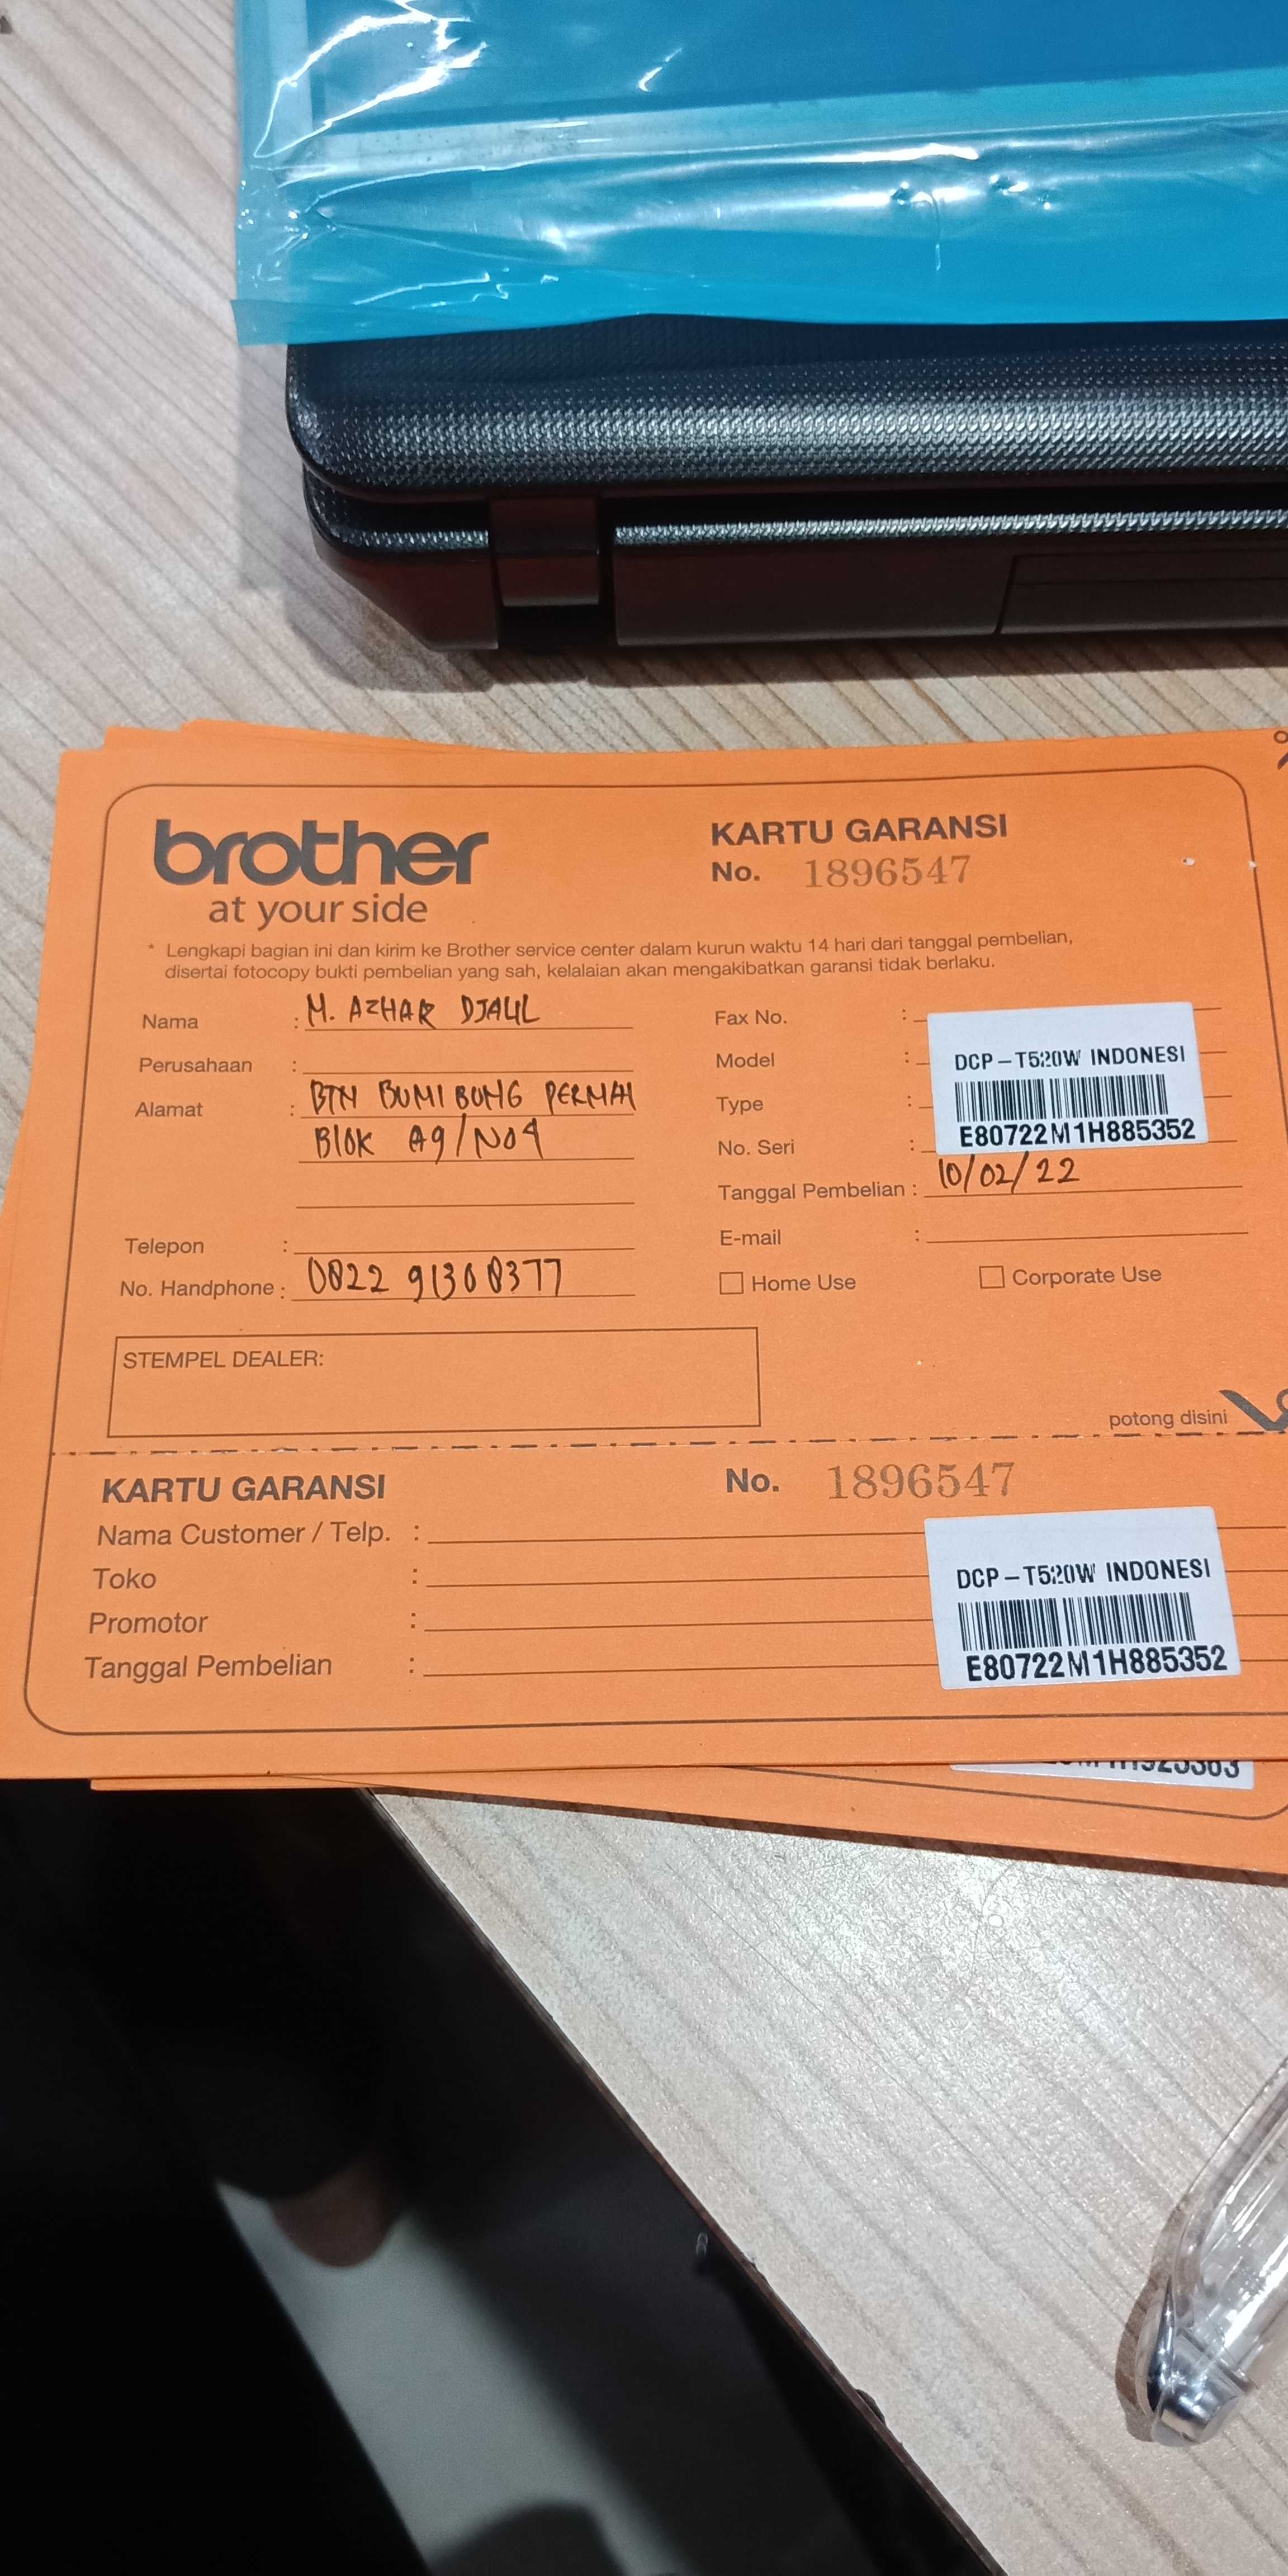 brother
at your side
KARTU GARANSI
No. 1896547
* Lengkapi bagian ini dan kirim ke Brother service center dalam kurun waktu 14 hari dari tanggal pembelian,
disertai fotocopy bukti pembelian yang sah, kelalaian akan mengakibatkan garansi tidak berlaku.
Nama : M. AZHAR DJALIL
Perusahaan :
Alamat : BTN BUMI BUNG PERMAI
BLOK A9/NO4
Telepon :
No. Handphone : 0822 9130 0377
Fax No. :
Model :
Type :
No. Seri :
DCP-T520W INDONESI
E80722M1H885352
Tanggal Pembelian : 10/02/22
E-mail :
Home Use
Corporate Use
STEMPEL DEALER:
potong disini
KARTU GARANSI
No. 1896547
Nama Customer / Telp. :
Toko :
Promotor :
Tanggal Pembelian :
DCP-T520W INDONESI
E80722M1H885352